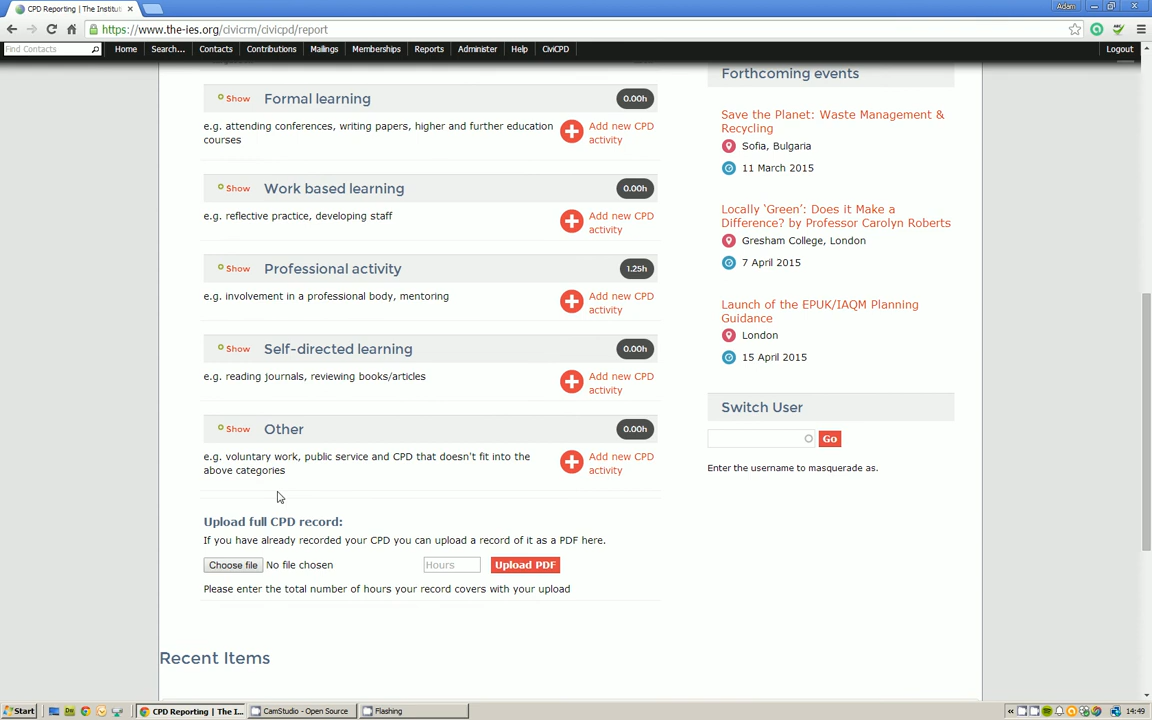 CPD Reporting | The Institut
Adam
https://www.the-ies.org/civicrm/civicpd/report
Find Contacts
Home Search... Contacts Contributions Mailings Memberships Reports Administer Help CiviCPD Logout
Show Formal learning 0.00h
e.g. attending conferences, writing papers, higher and further education
courses
Add new CPD
activity
Show Work based learning 0.00h
e.g. reflective practice, developing staff
Add new CPD
activity
Show Professional activity 1.25h
e.g. involvement in a professional body, mentoring
Add new CPD
activity
Show Self-directed learning 0.00h
e.g. reading journals, reviewing books/articles
Add new CPD
activity
Show Other 0.00h
e.g. voluntary work, public service and CPD that doesn't fit into the
above categories
Add new CPD
activity
Upload full CPD record:
If you have already recorded your CPD you can upload a record of it as a PDF here.
Choose file No file chosen Hours Upload PDF
Please enter the total number of hours your record covers with your upload
Recent Items
Forthcoming events
Save the Planet: Waste Management &
Recycling
Sofia, Bulgaria
11 March 2015
Locally ‘Green’: Does it Make a
Difference? by Professor Carolyn Roberts
Gresham College, London
7 April 2015
Launch of the EPUK/IAQM Planning
Guidance
London
15 April 2015
Switch User
Go
Enter the username to masquerade as.
Start CPD Reporting | The I... CamStudio - Open Source Flashing 14:49